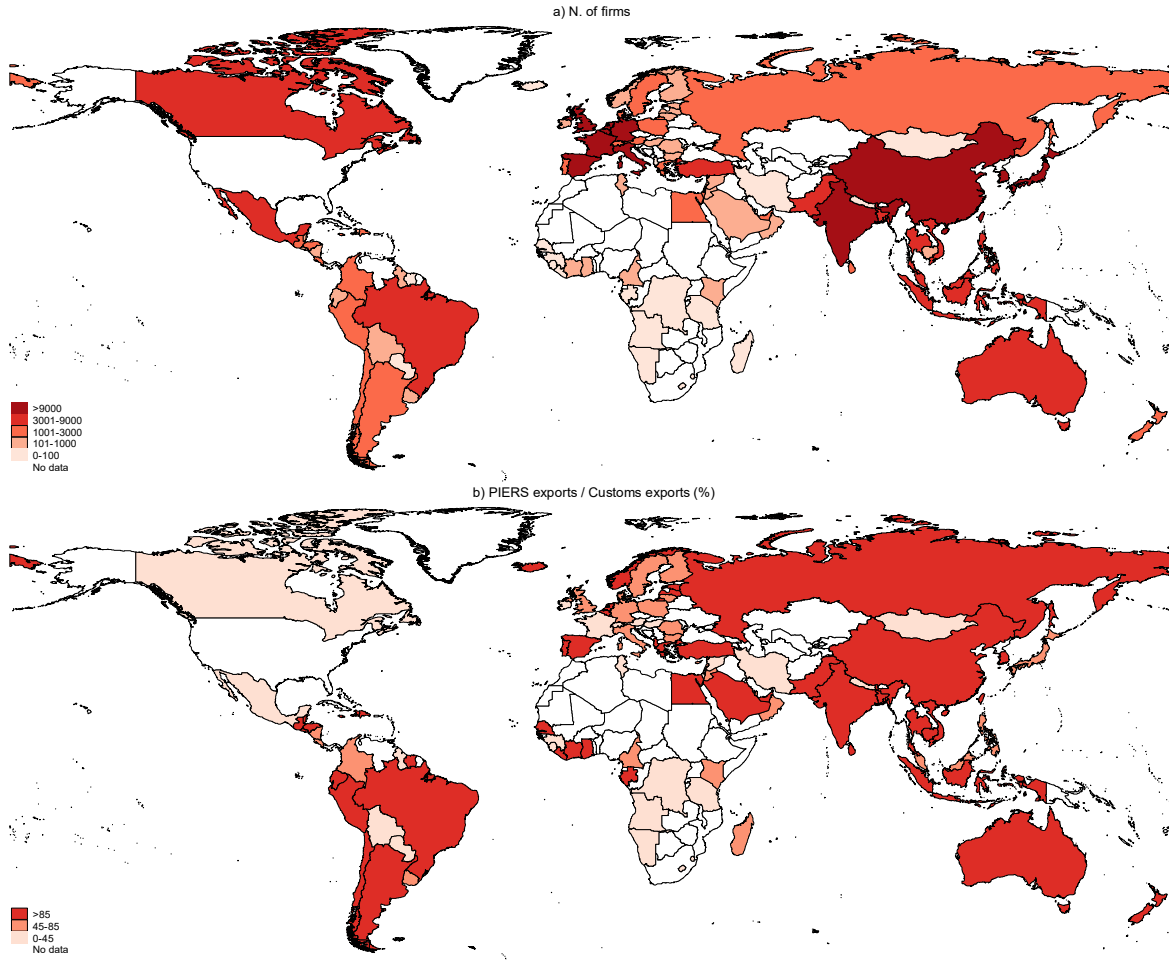 a) N. of firms
>9000
3001-9000
1001-3000
101-1000
0-100
No data
b) PIERS exports / Customs exports (%)
>85
45-85
0-45
No data